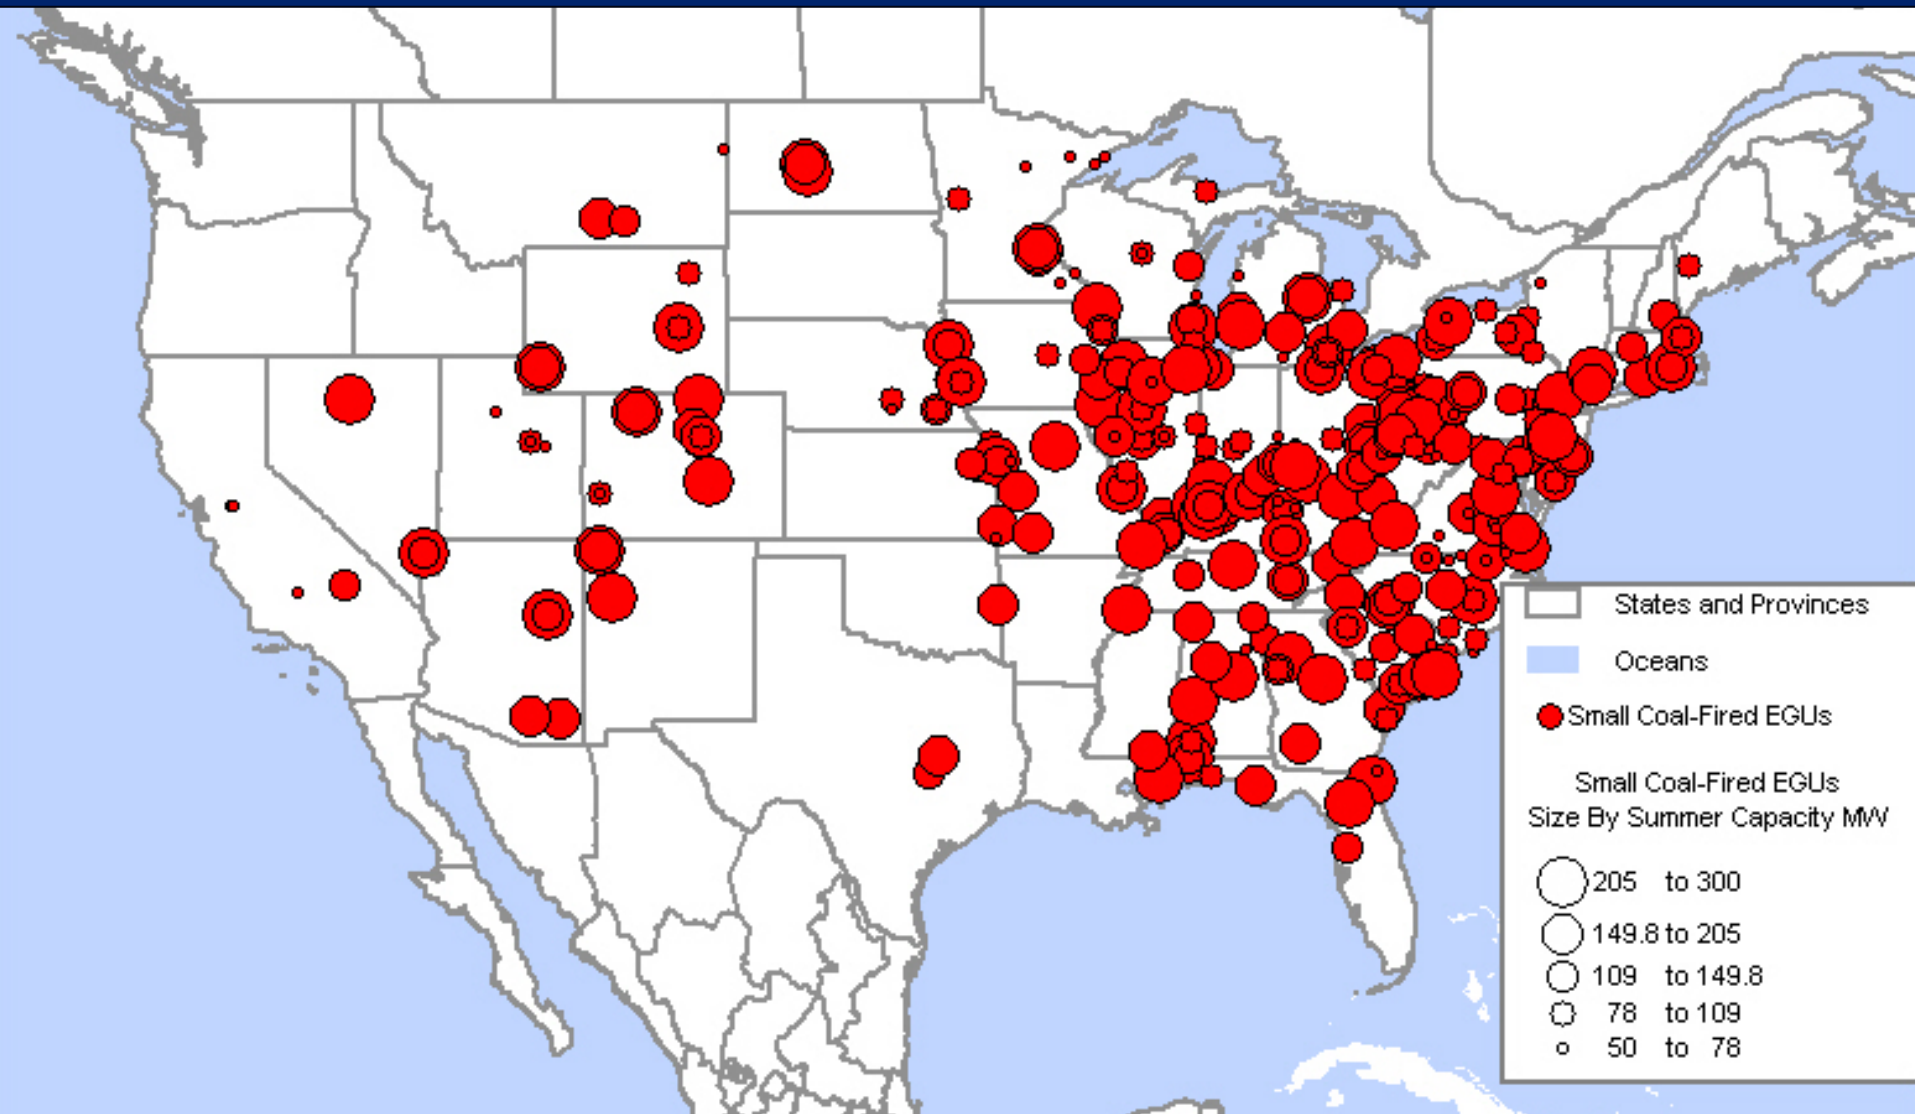 States and Provinces
Oceans
Small Coal-Fired EGUs
Small Coal-Fired EGUs
Size By Summer Capacity MW
205 to 300
149.8 to 205
109 to 149.8
78 to 109
50 to 78